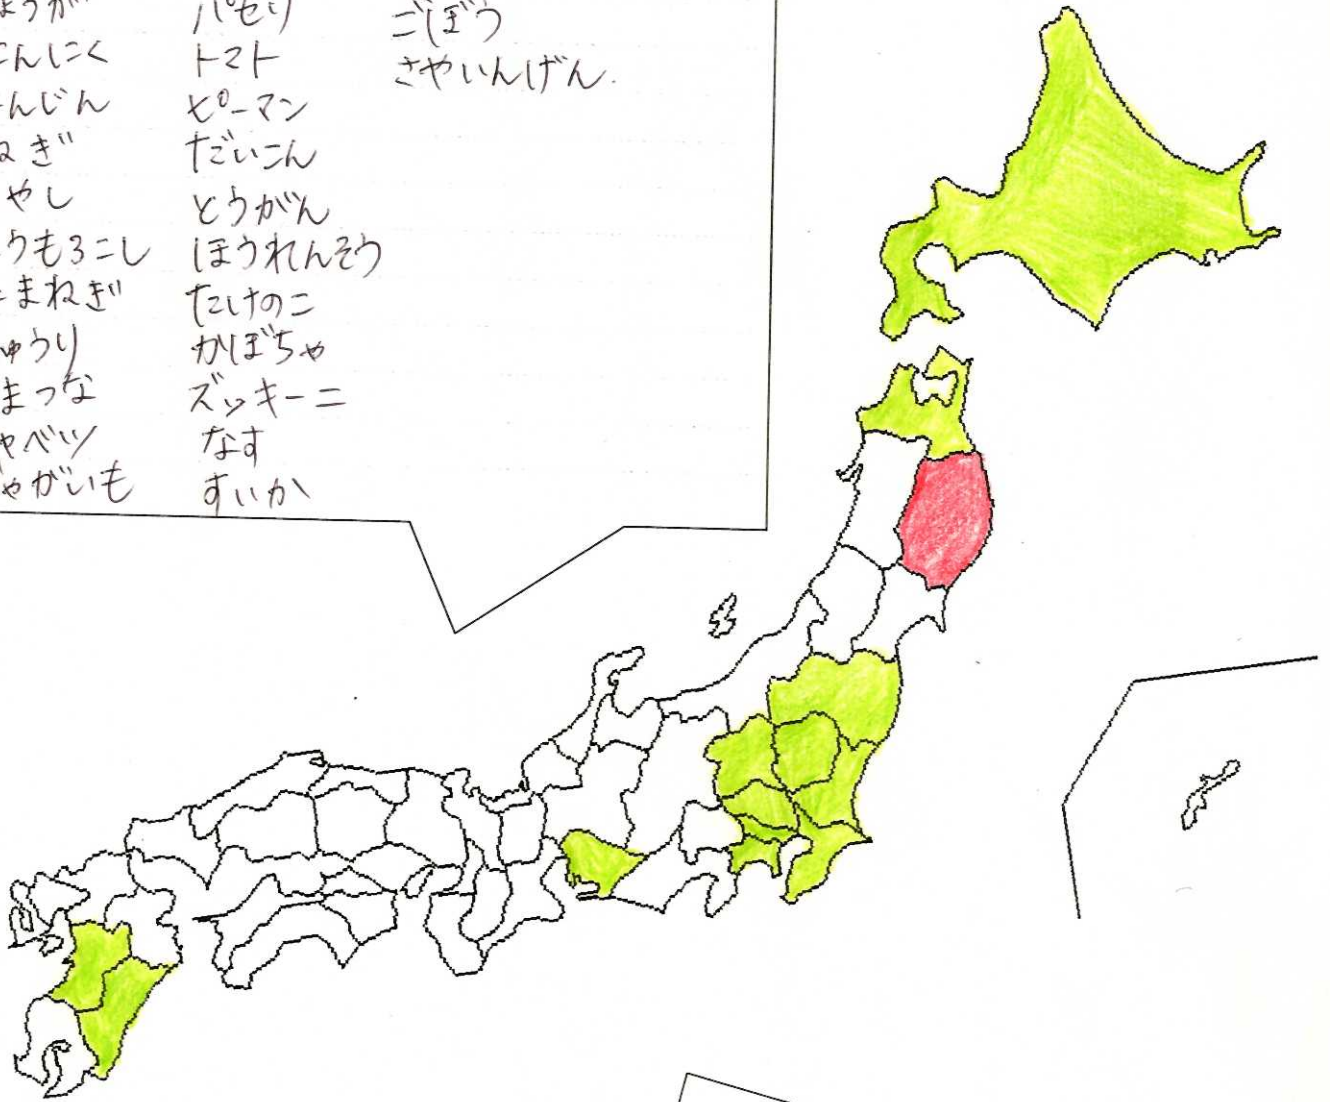 ょうが
にんにく
んじん
ねぎ
やし
うもろこし
たまねぎ
ゅうり
まつな
ャベツ
ゃがいも
パセリ
トマト
ピーマン
だいこん
とうがん
ほうれんそう
たけのこ
かぼちゃ
ズッキーニ
なす
すいか
ごぼう
さやいんげん.